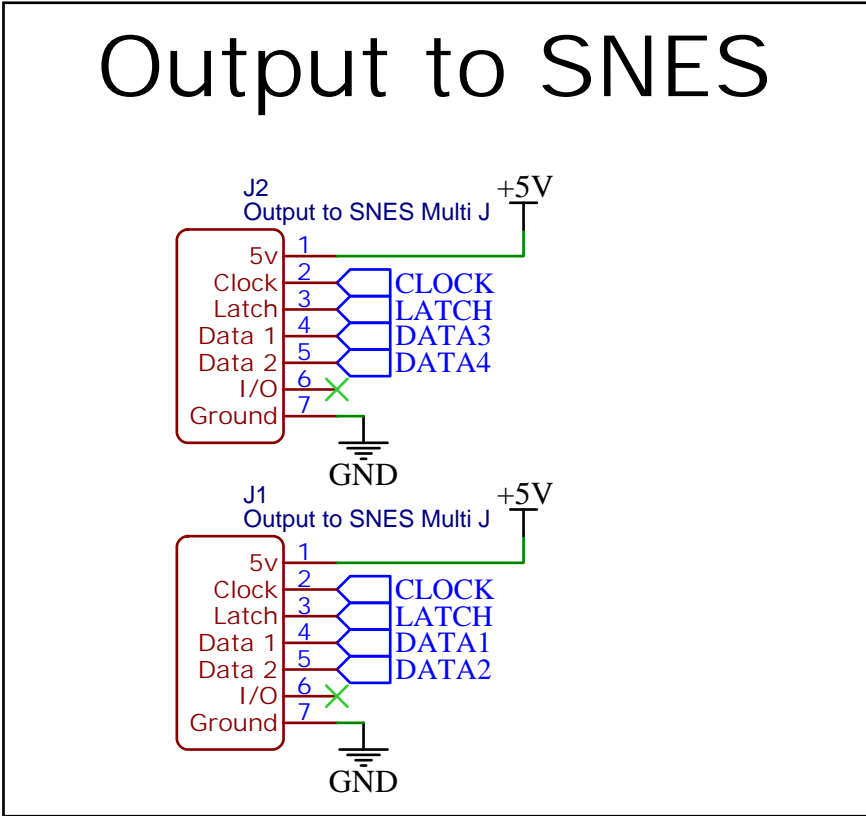 Output to SNES
J2
Output to SNES Multi J
+5V
5v 1
Clock 2 CLOCK
Latch 3 LATCH
Data 1 4 DATA3
Data 2 5 DATA4
I/O 6
Ground 7
GND
J1
Output to SNES Multi J
+5V
5v 1
Clock 2 CLOCK
Latch 3 LATCH
Data 1 4 DATA1
Data 2 5 DATA2
I/O 6
Ground 7
GND